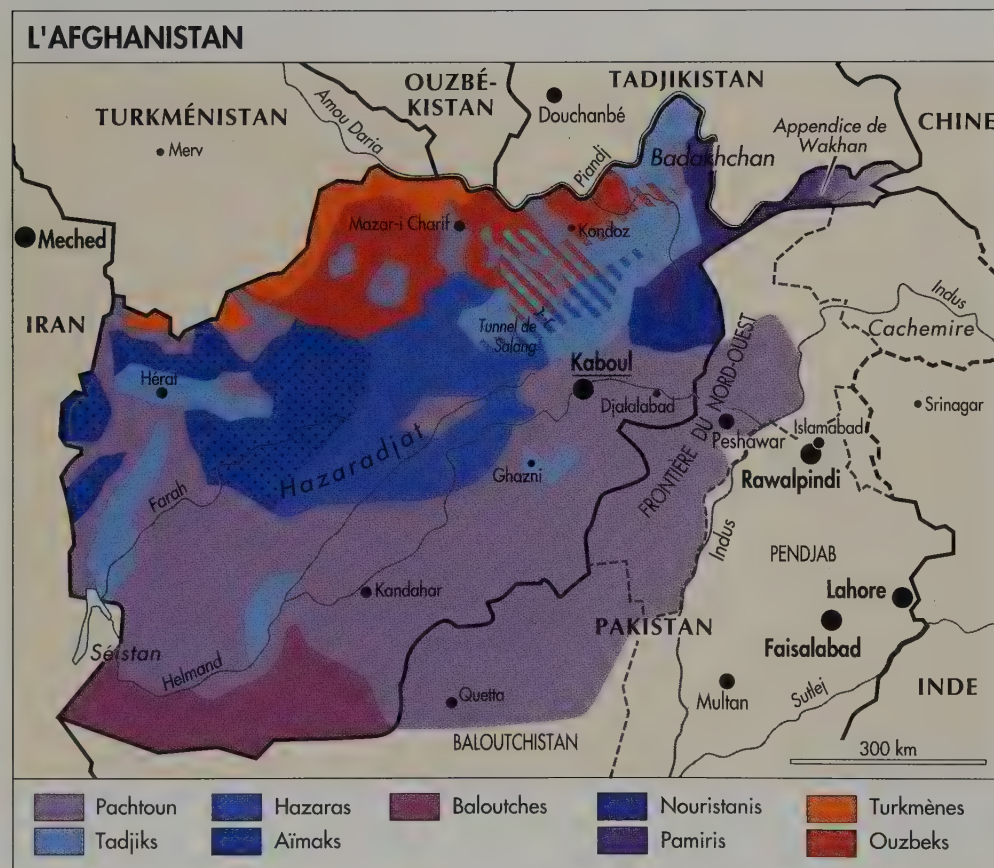 L'AFGHANISTAN
OUZBÉ-
KISTAN
TADJIKISTAN
TURKMÉNISTAN
Amou Daria
Douchanbé
Appendice de
Wakhan
CHINE
Merv
Piandj
Badakhchan
Mazar-i Charif
Kondoz
Meched
IRAN
Indus
Cachemire
Tunnel de
Salang
Hérat
Kaboul
Djalalabad
FRONTIÈRE DU NORD-OUEST
Srinagar
Peshawar
Islamabad
Rawalpindi
Hazaradjat
Ghazni
Farah
Indus
PENDJAB
Kandahar
Lahore
PAKISTAN
Faisalabad
Séistan
Helmand
Quetta
Multan
Sutlej
INDE
BALOUTCHISTAN
300 km
Pachtoun
Hazaras
Baloutches
Nouristanis
Turkmènes
Tadjiks
Aïmaks
Pamiris
Ouzbeks